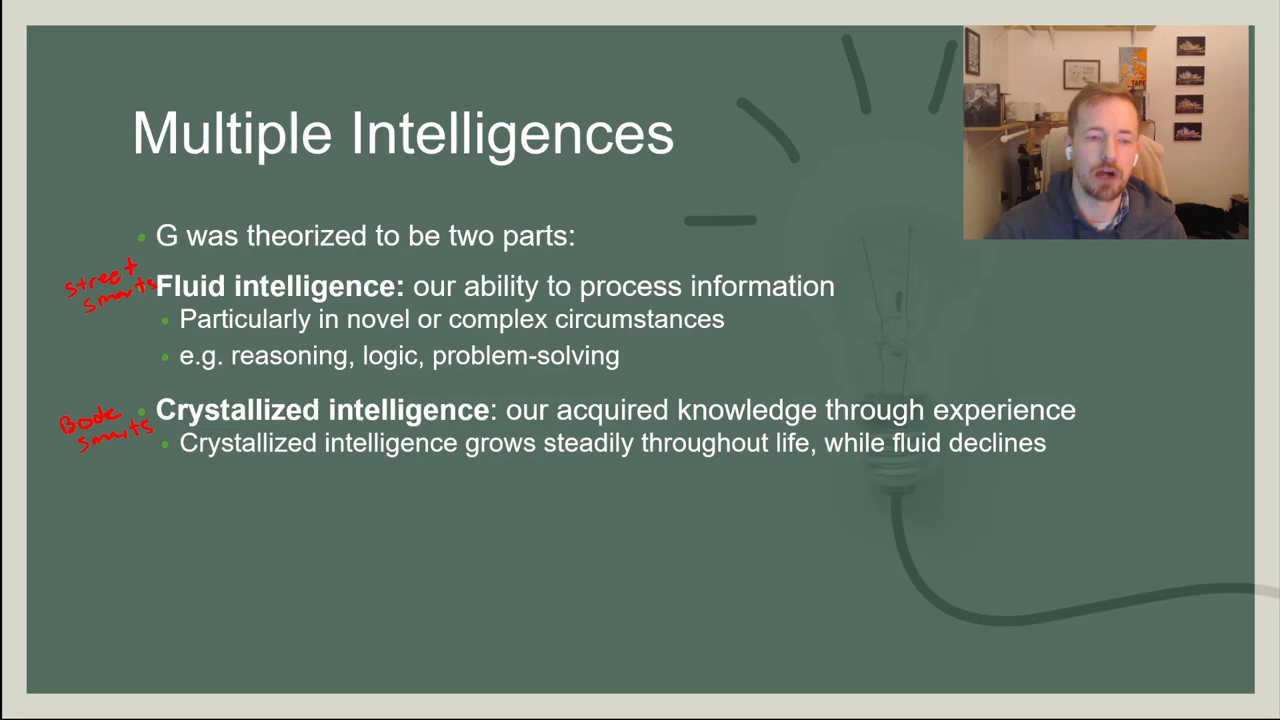 Multiple Intelligences
G was theorized to be two parts:
street
smarts
Fluid intelligence: our ability to process information
Particularly in novel or complex circumstances
e.g. reasoning, logic, problem-solving
Book
smarts
Crystallized intelligence: our acquired knowledge through experience
Crystallized intelligence grows steadily throughout life, while fluid declines
TAPE